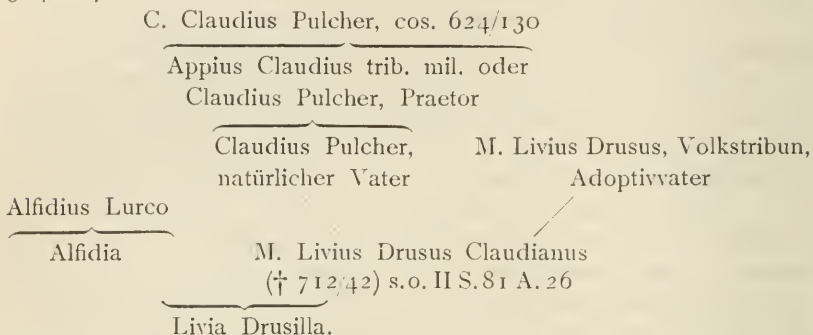 C. Claudius Pulcher, cos. 624/130
Appius Claudius trib. mil. oder
Claudius Pulcher, Praetor
Claudius Pulcher, M. Livius Drusus, Volkstribun,
natürlicher Vater Adoptivvater
Alfidius Lurco
Alfidia M. Livius Drusus Claudianus
(† 712/42) s.o. II S. 81 A. 26
Livia Drusilla.